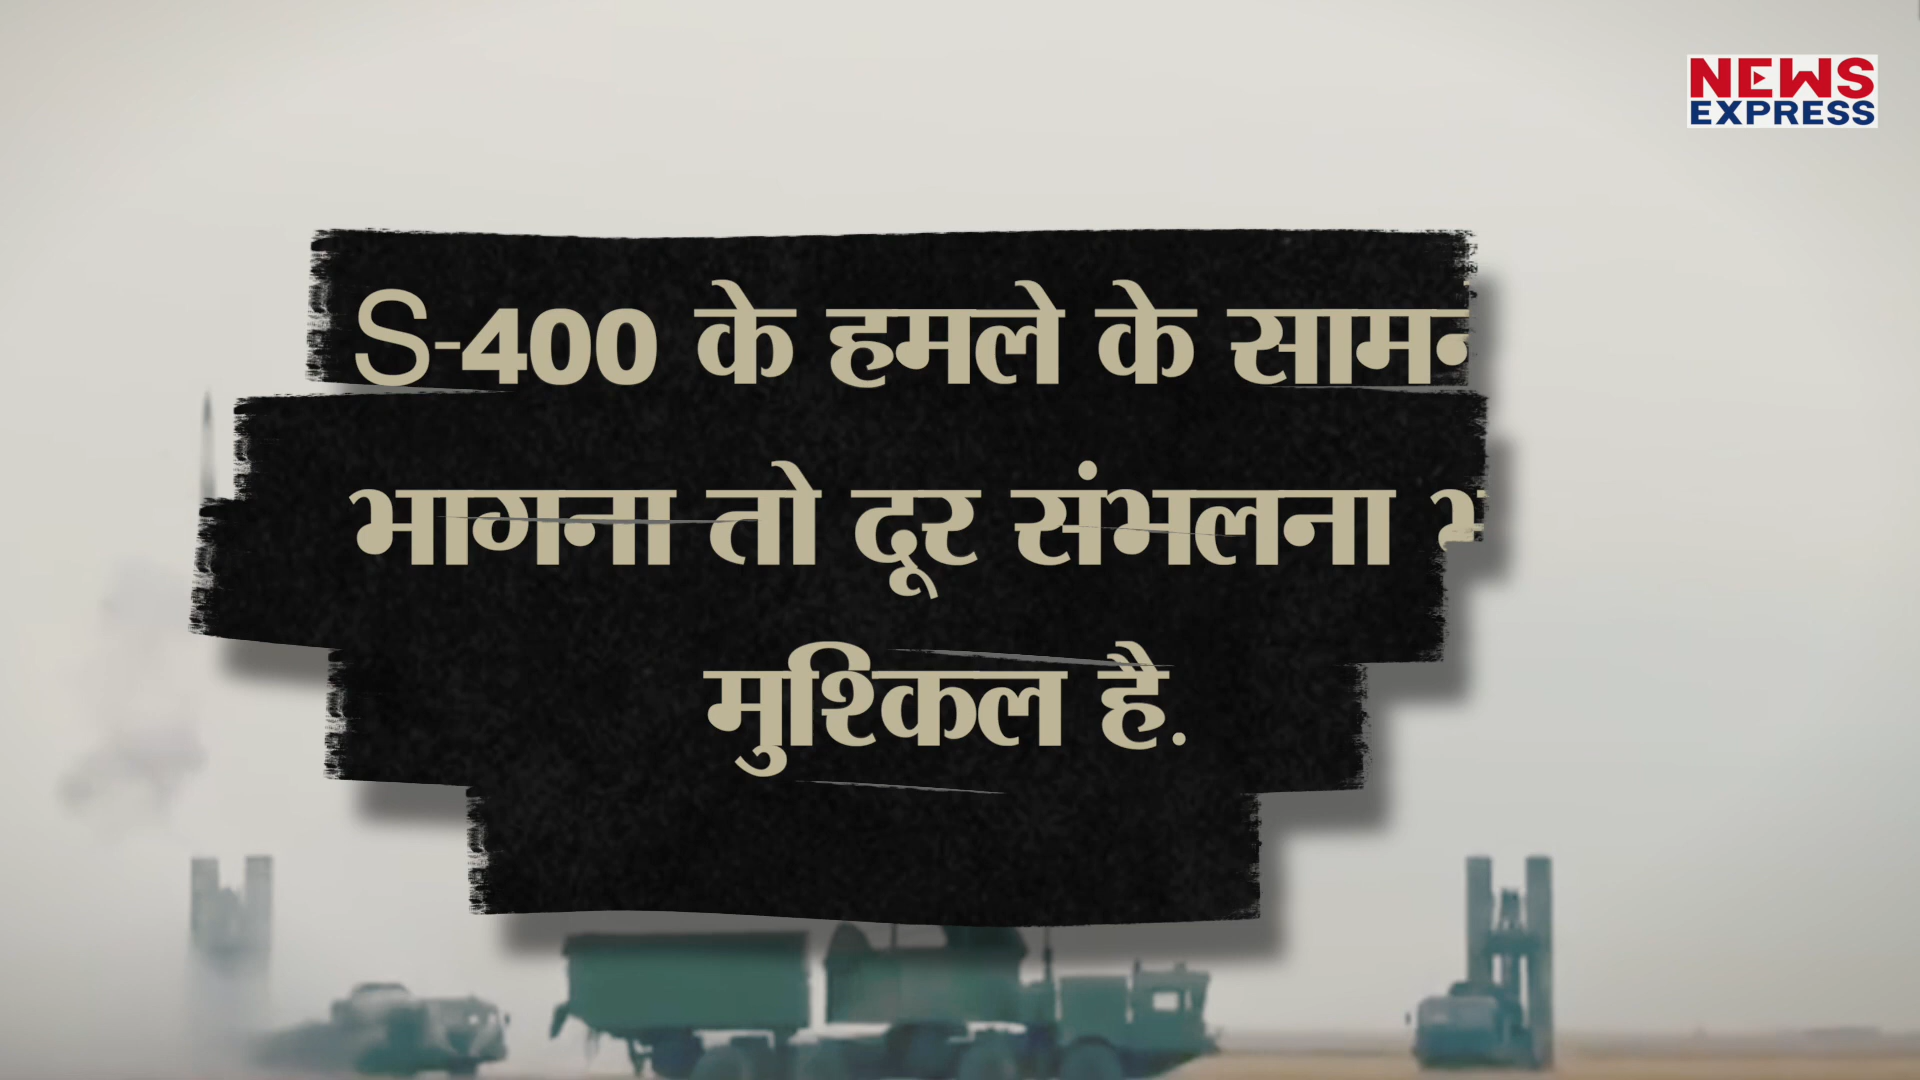 NEWS
EXPRESS
S-400 के हमले के
भागना तो दूर संभलना
मुश्किल है.